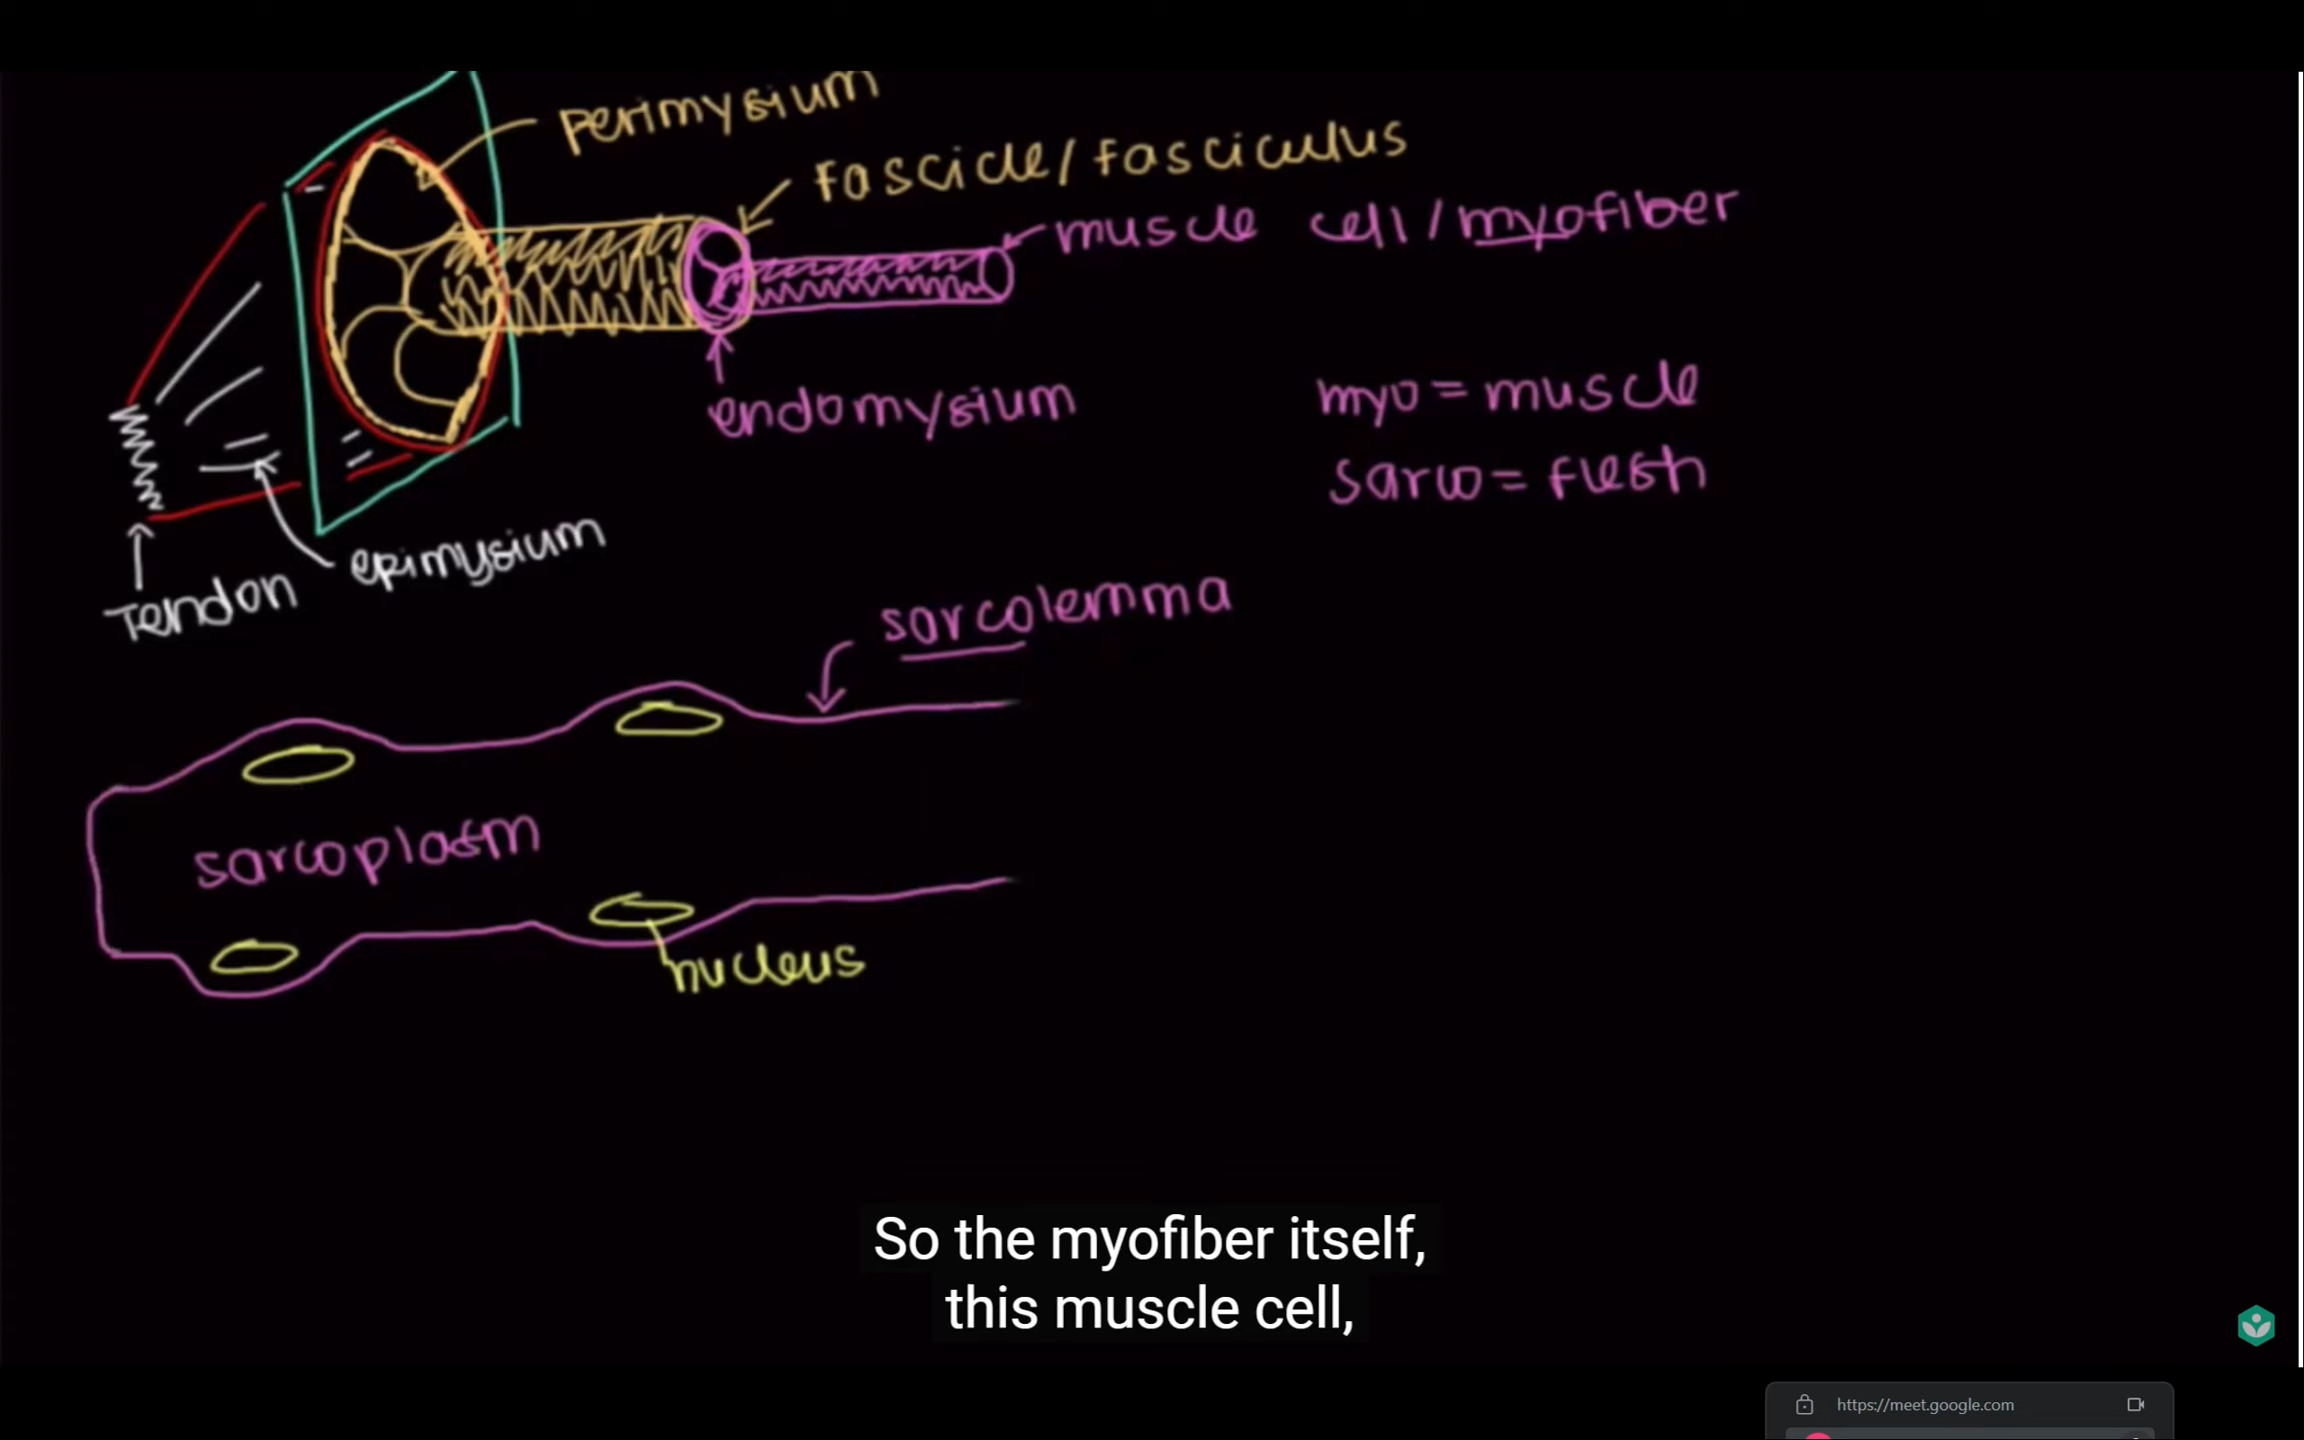 perimysium
fascicle/fasciculus
muscle cell/myofiber
endomysium
myo = muscle
sarco = flesh
epimysium
Tendon
sarcolemma
sarcoplasm
nucleus
So the myofiber itself,
this muscle cell,
https://meet.google.com